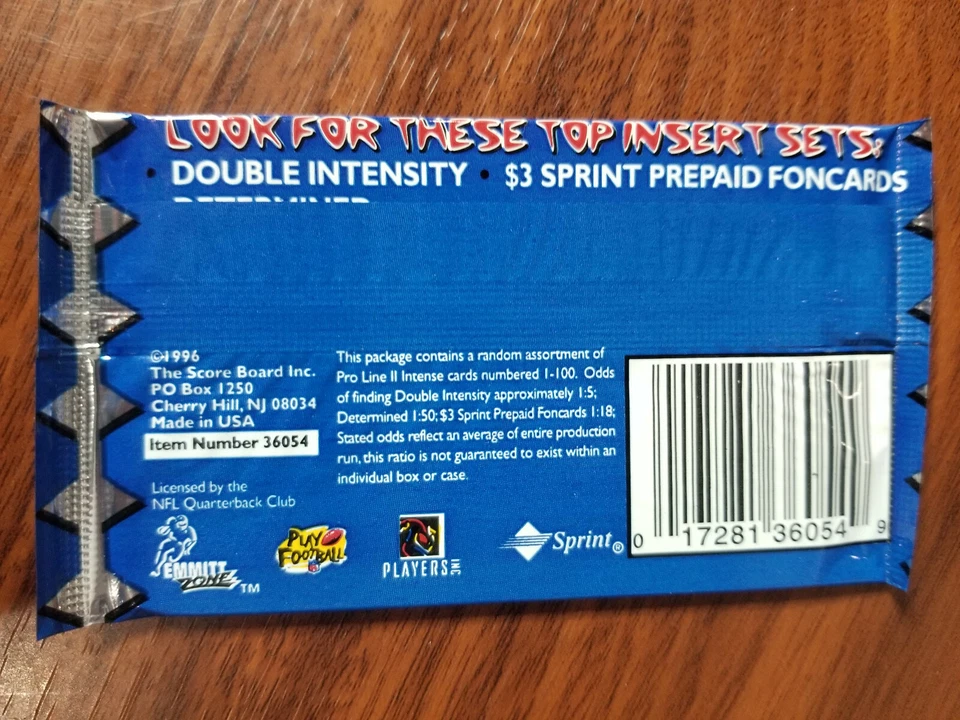 LOOK FOR THESE TOP INSERT SETS:
• DOUBLE INTENSITY • $3 SPRINT PREPAID FONCARDS
DETERMINED
©1996
The Score Board Inc.
PO Box 1250
Cherry Hill, NJ 08034
Made in USA
Item Number 36054
Licensed by the
NFL Quarterback Club
This package contains a random assortment of
Pro Line II Intense cards numbered 1-100. Odds
of finding Double Intensity approximately 1:5;
Determined 1:50; $3 Sprint Prepaid Foncards 1:18;
Stated odds reflect an average of entire production
run, this ratio is not guaranteed to exist within an
individual box or case.
EMMITT
ZONE TM
PLAY
FOOTBALL
PLAYERS INC
Sprint®
0 17281 36054 9